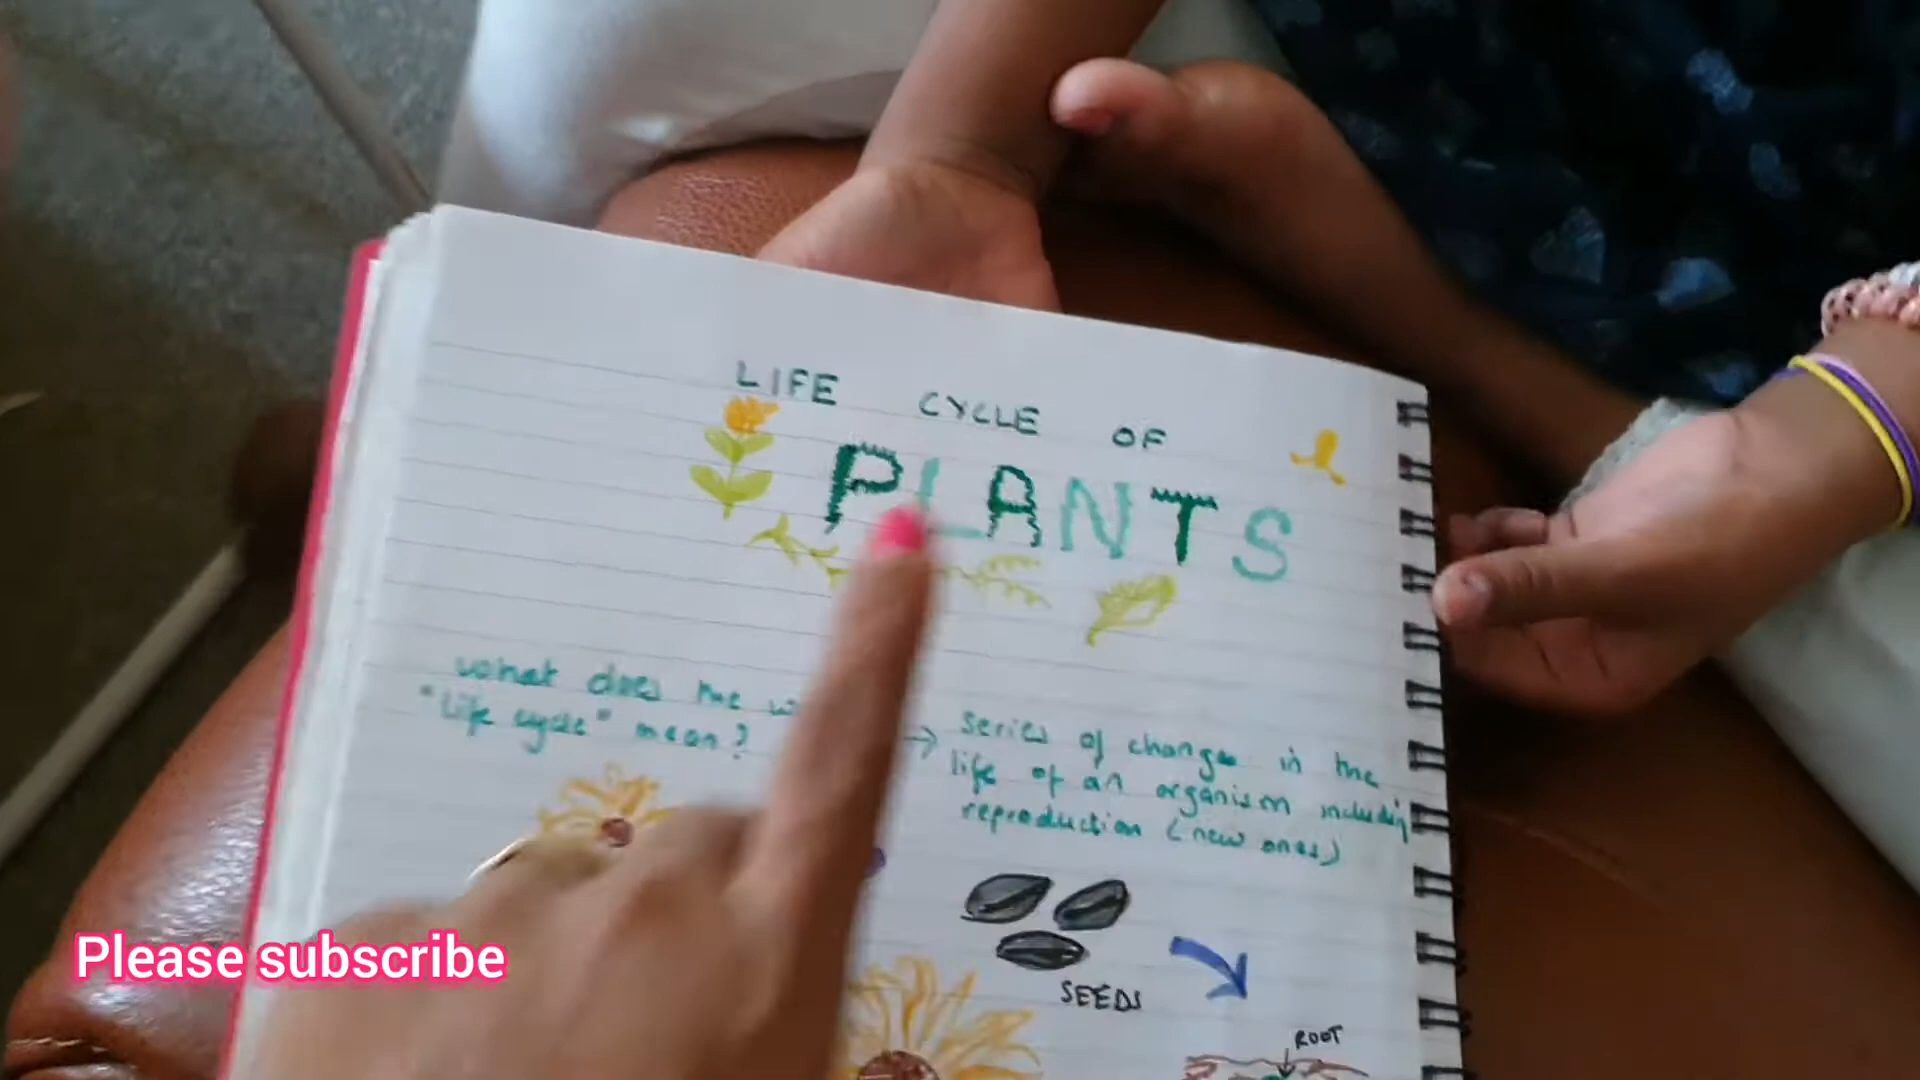 LIFE CYCLE OF
PLANTS
what does the
"Life cycle" mean?
→ series of changes in the
life of an organism including
reproduction (new ones)
SEEDS
ROOT
Please subscribe